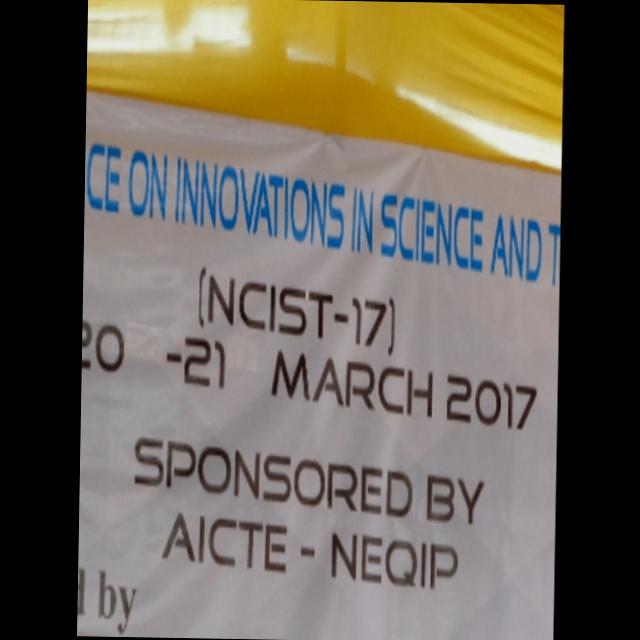 CE ON INNOVATIONS IN SCIENCE AND T
(NCIST-17)
20 -21 MARCH 2017
SPONSORED BY
AICTE - NEQIP
d by